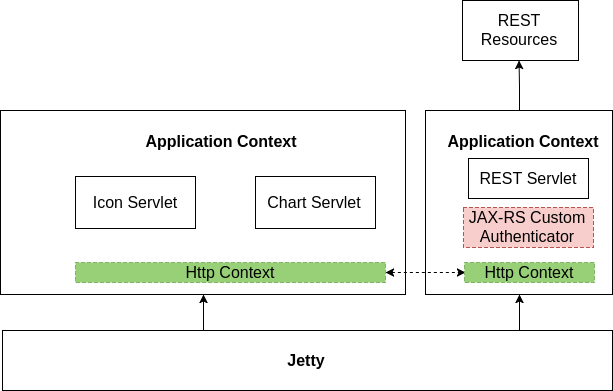 REST
Resources
Application Context
Application Context
Icon Servlet
Chart Servlet
REST Servlet
JAX-RS Custom
Authenticator
Http Context
Http Context
Jetty